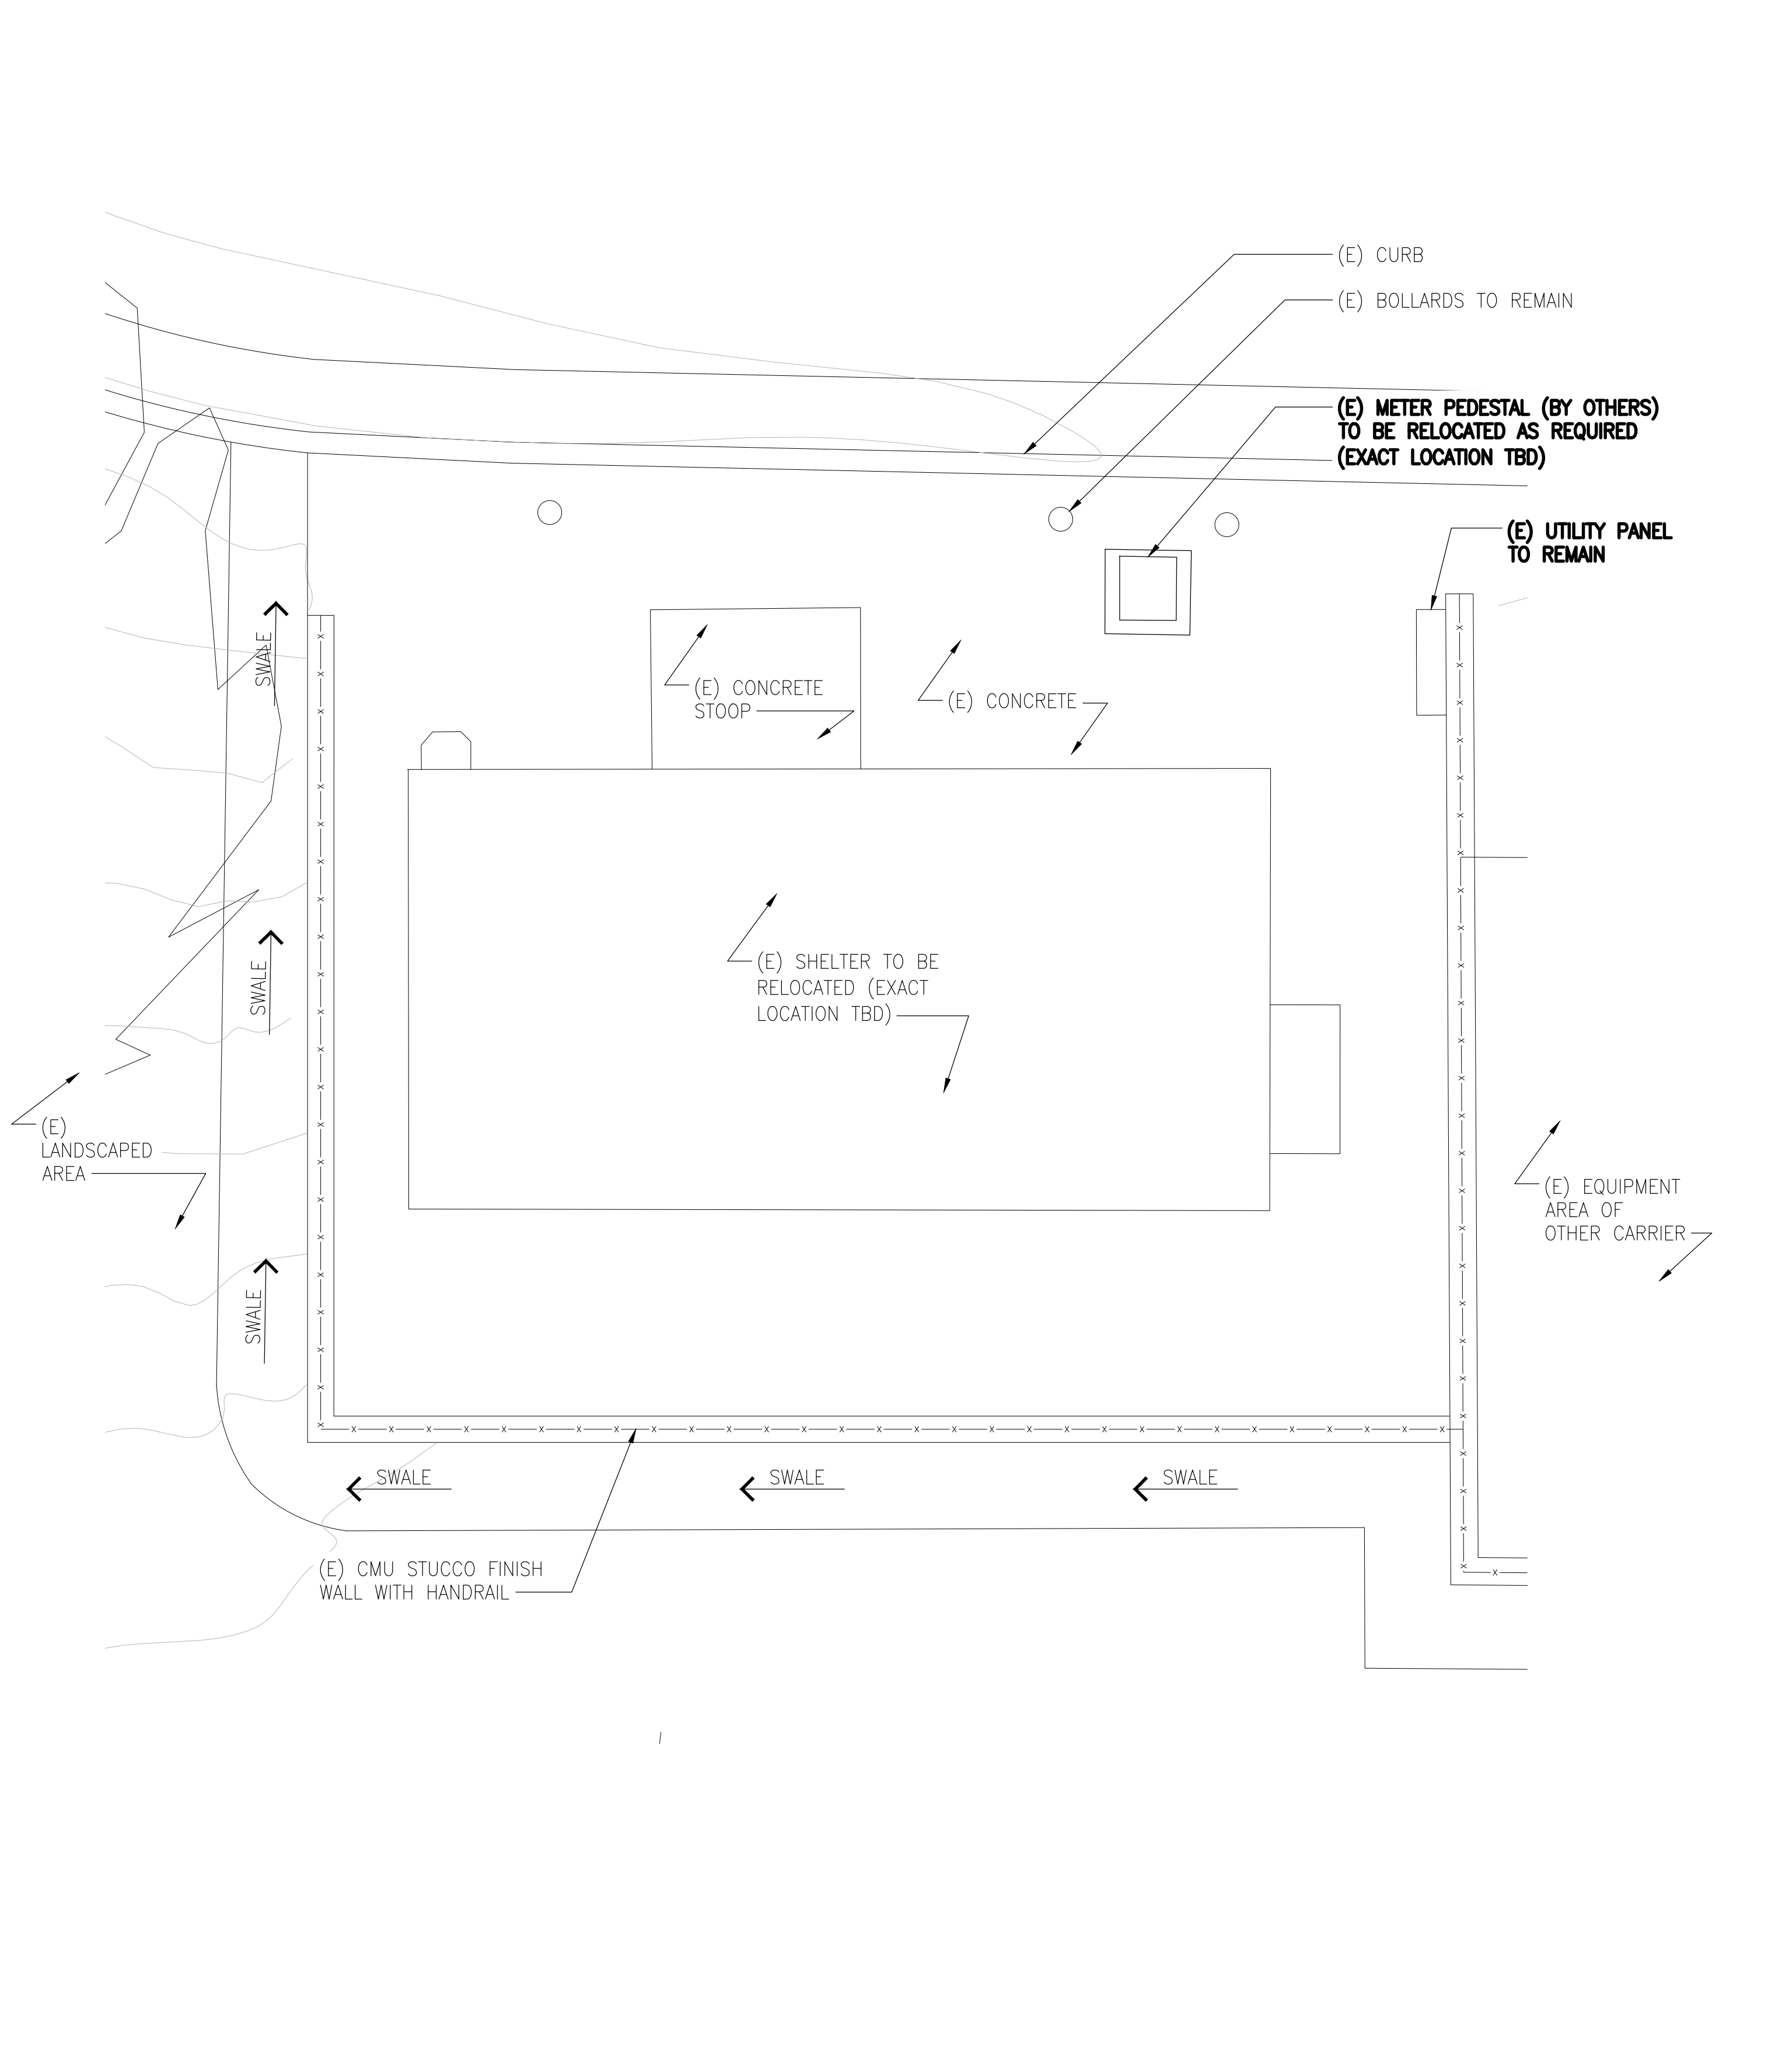 (E) CURB
(E) BOLLARDS TO REMAIN
(E) METER PEDESTAL (BY OTHERS)
TO BE RELOCATED AS REQUIRED
(EXACT LOCATION TBD)
(E) UTILITY PANEL
TO REMAIN
SWALE
(E) CONCRETE
STOOP
(E) CONCRETE
(E) SHELTER TO BE
RELOCATED (EXACT
LOCATION TBD)
SWALE
(E)
LANDSCAPED
AREA
(E) EQUIPMENT
AREA OF
OTHER CARRIER
SWALE
SWALE
SWALE
SWALE
(E) CMU STUCCO FINISH
WALL WITH HANDRAIL